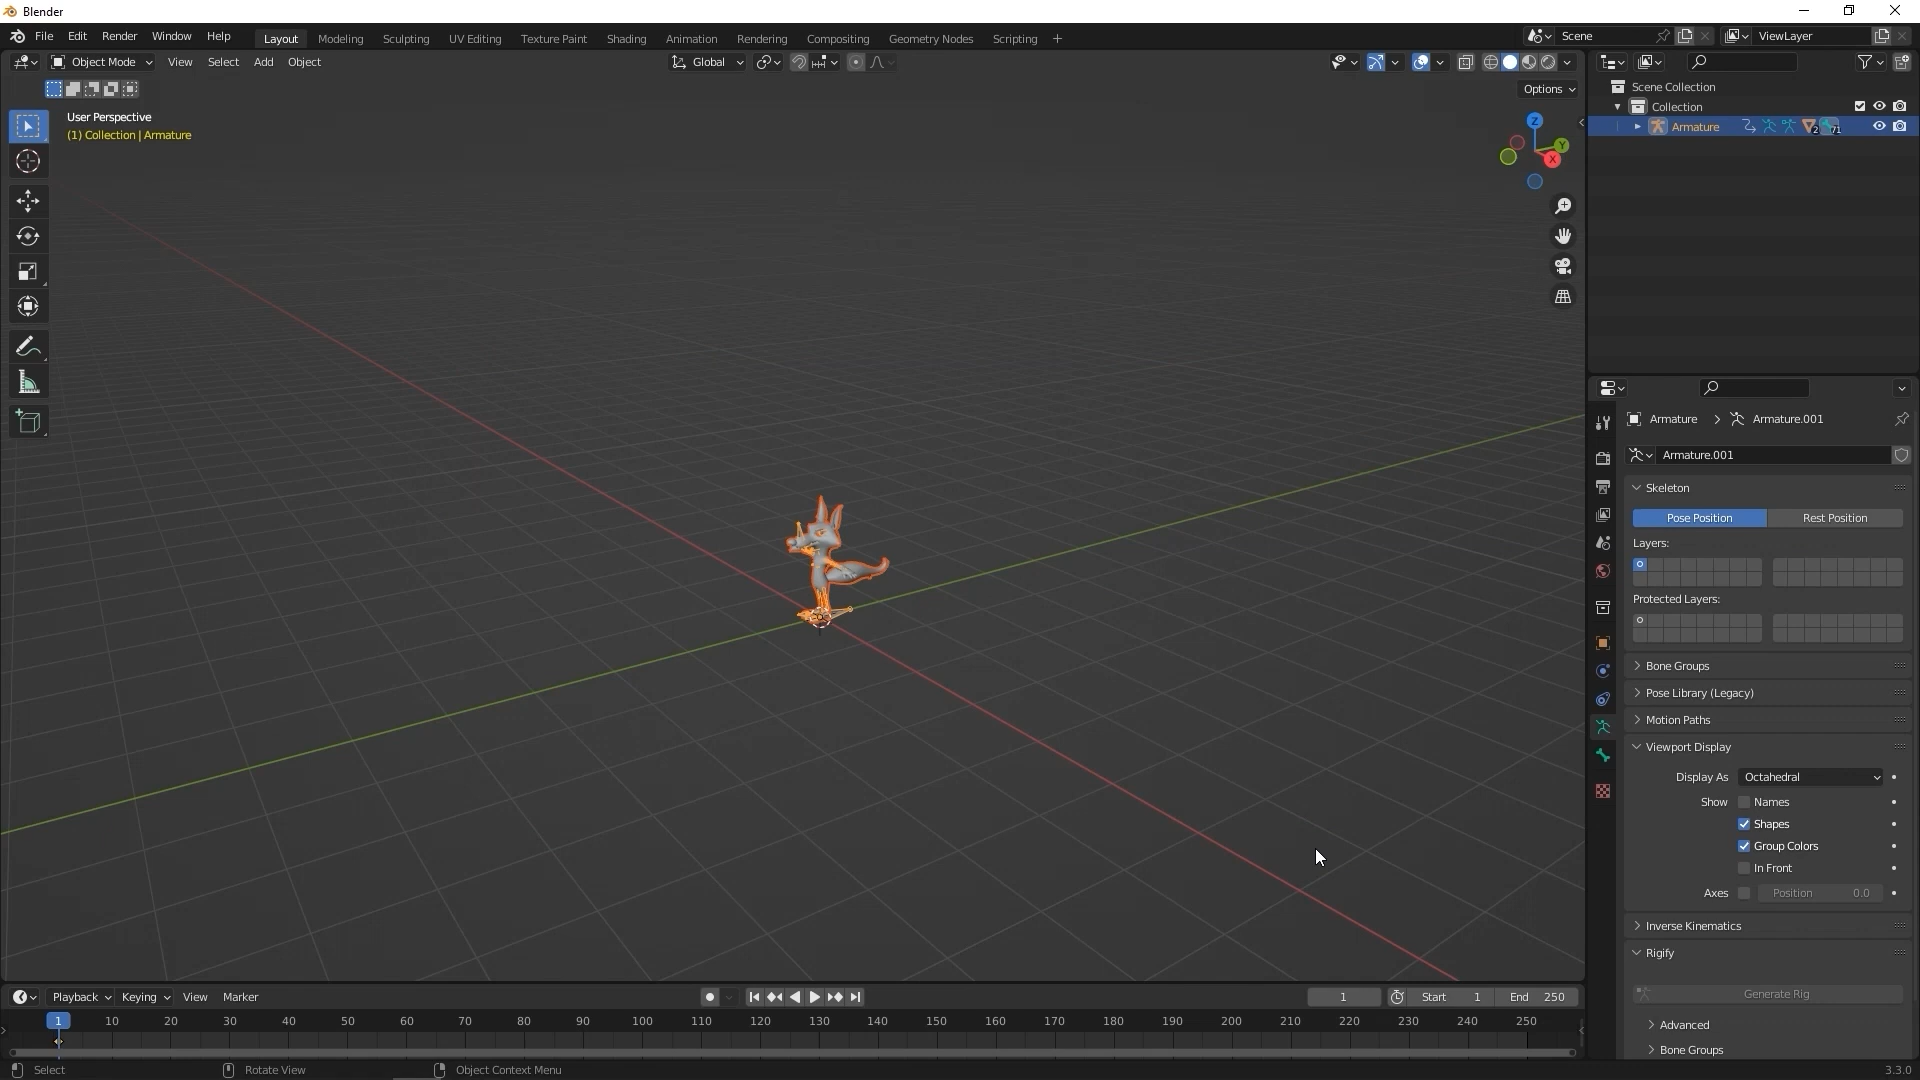 Blender
File Edit Render Window Help
Layout Modeling Sculpting UV Editing Texture Paint Shading Animation Rendering Compositing Geometry Nodes Scripting +
Scene
ViewLayer
Object Mode View Select Add Object
Global
Options
User Perspective
(1) Collection | Armature
Z
Y
X
Scene Collection
Collection
Armature
2
71
Armature > Armature.001
Armature.001
Skeleton
Pose Position Rest Position
Layers:
Protected Layers:
Bone Groups
Pose Library (Legacy)
Motion Paths
Viewport Display
Display As Octahedral
Show Names
Shapes
Group Colors
In Front
Axes Position 0.0
Inverse Kinematics
Rigify
Generate Rig
Advanced
Bone Groups
Playback Keying View Marker
1 Start 1 End 250
1 10 20 30 40 50 60 70 80 90 100 110 120 130 140 150 160 170 180 190 200 210 220 230 240 250
Select Rotate View Object Context Menu 3.3.0